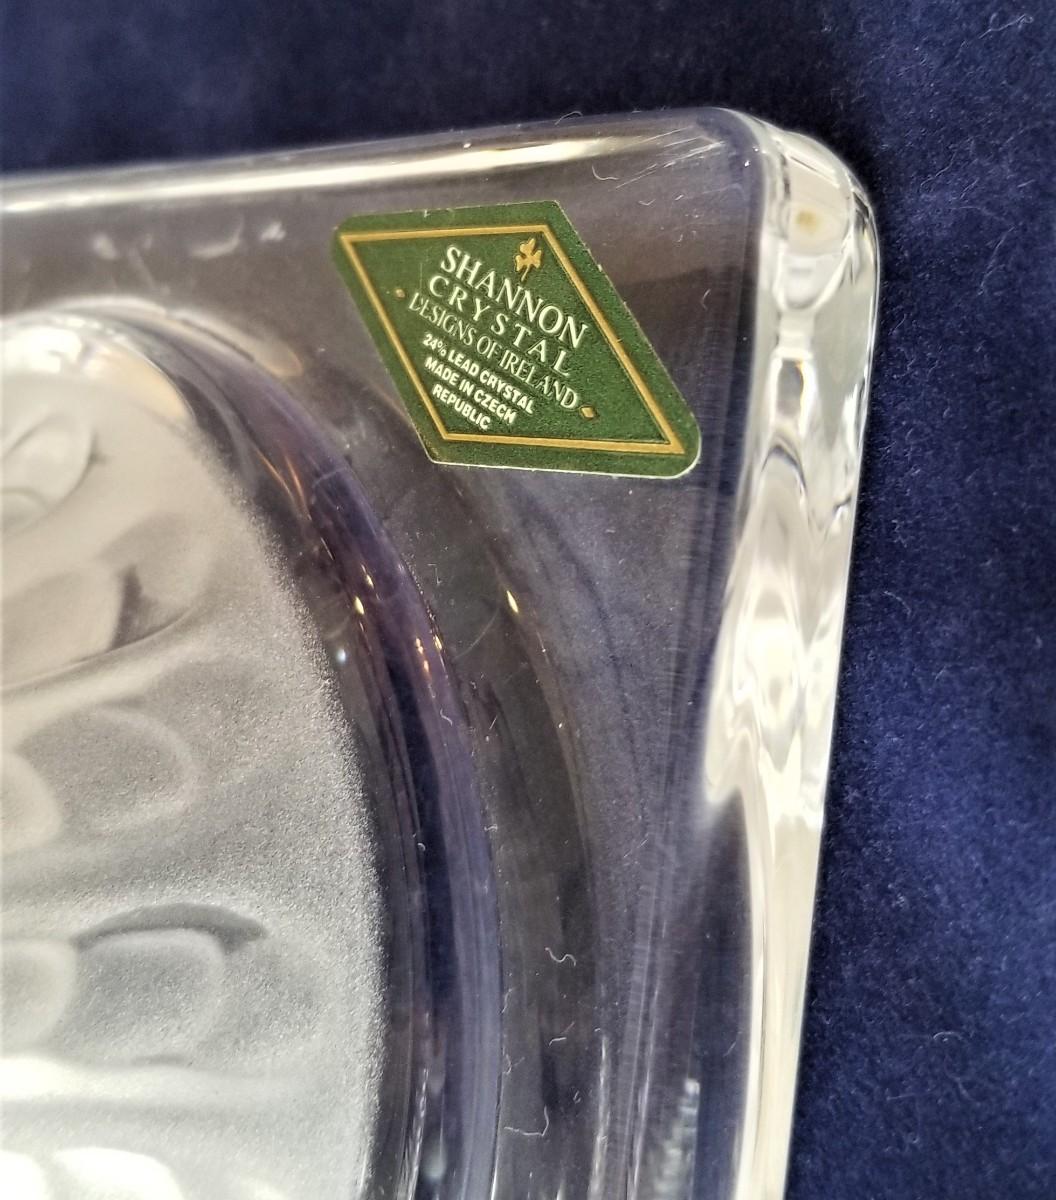 SHANNON
CRYSTAL
DESIGNS OF IRELAND
24% LEAD CRYSTAL
MADE IN CZECH
REPUBLIC